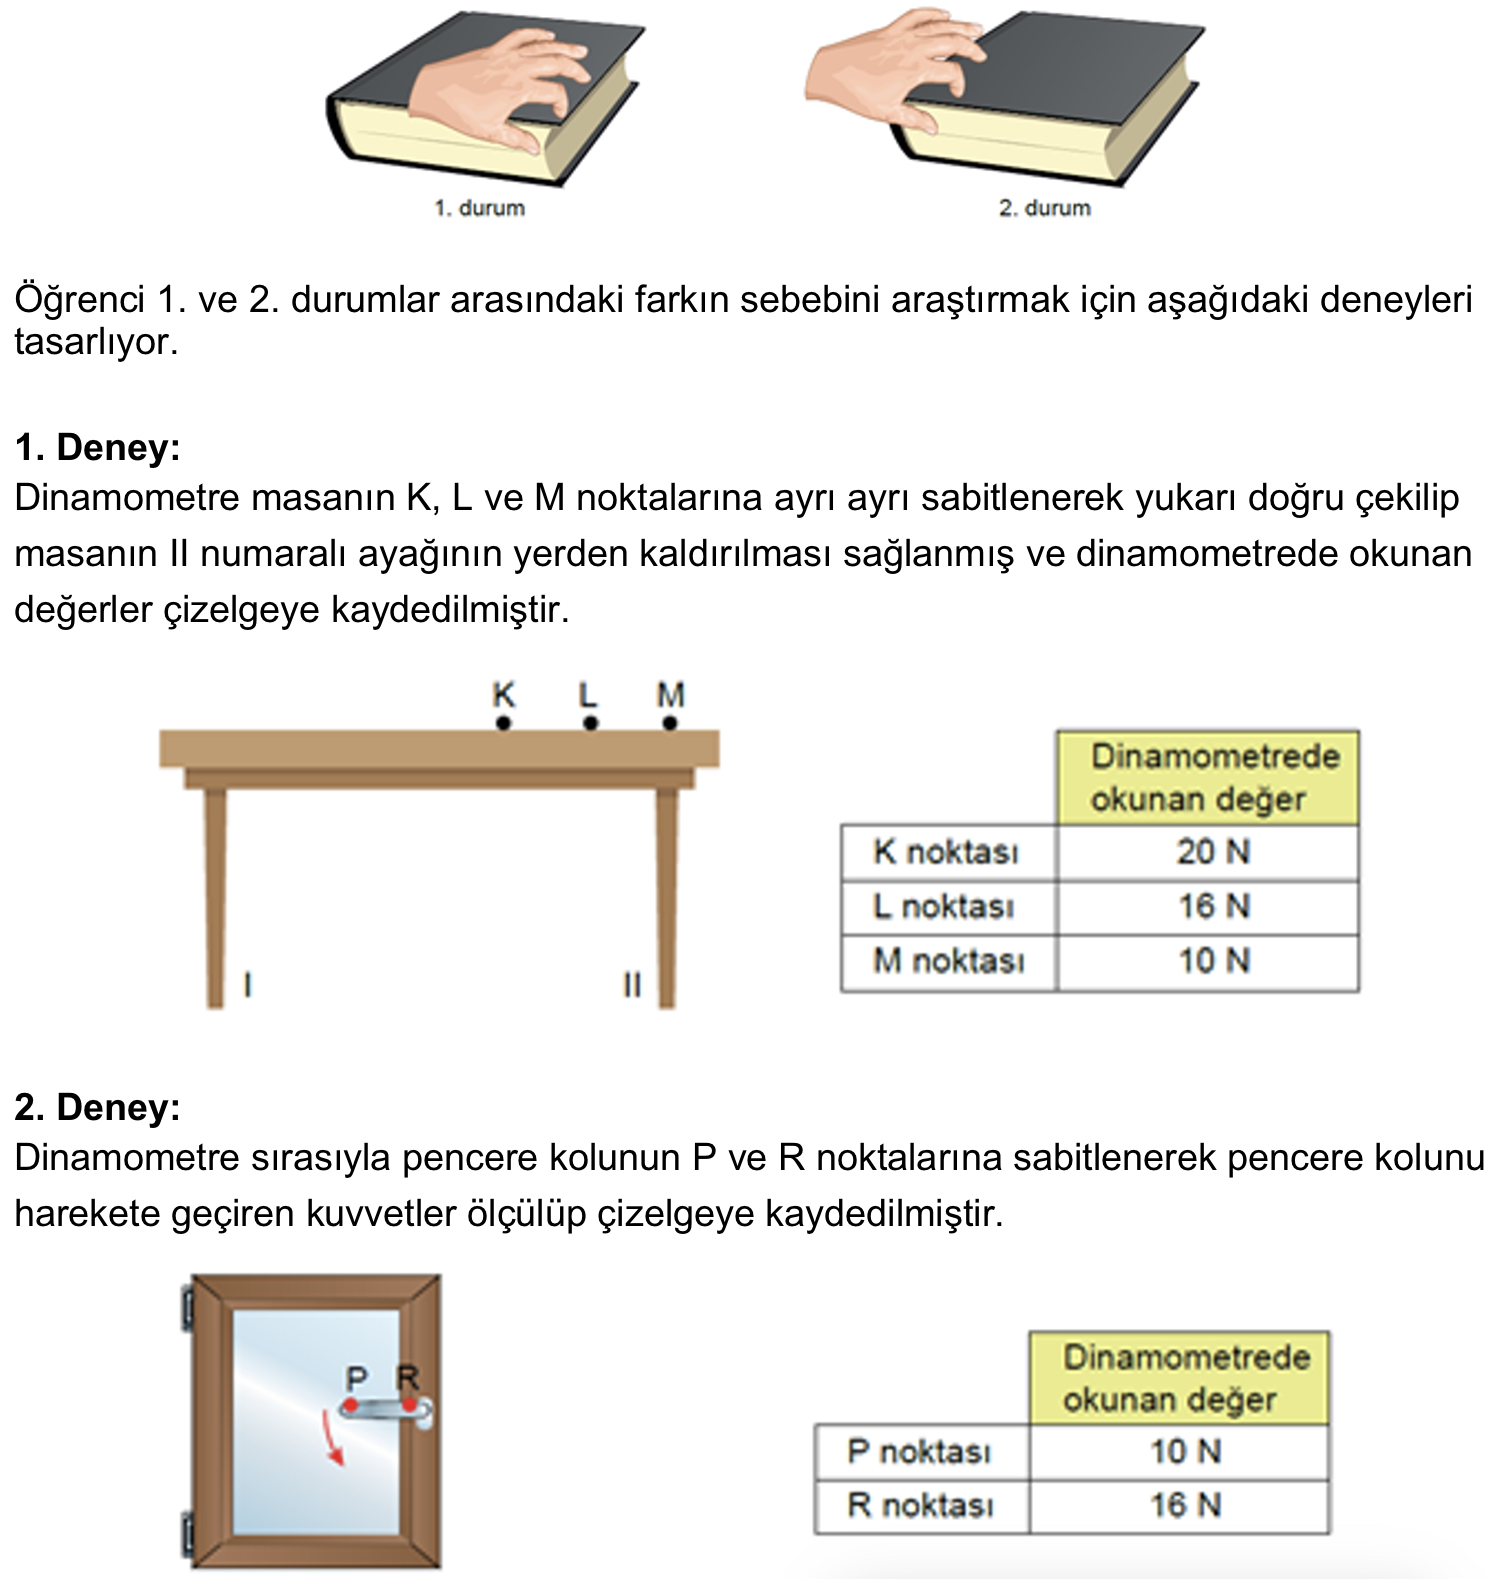 1. durum
2. durum
Öğrenci 1. ve 2. durumlar arasındaki farkın sebebini araştırmak için aşağıdaki deneyleri
tasarlıyor.
1. Deney:
Dinamometre masanın K, L ve M noktalarına ayrı ayrı sabitlenerek yukarı doğru çekilip
masanın II numaralı ayağının yerden kaldırılması sağlanmış ve dinamometrede okunan
değerler çizelgeye kaydedilmiştir.
K L M
I II
Dinamometrede
okunan değer
K noktası 20 N
L noktası 16 N
M noktası 10 N
2. Deney:
Dinamometre sırasıyla pencere kolunun P ve R noktalarına sabitlenerek pencere kolunu
harekete geçiren kuvvetler ölçülüp çizelgeye kaydedilmiştir.
P R
Dinamometrede
okunan değer
P noktası 10 N
R noktası 16 N